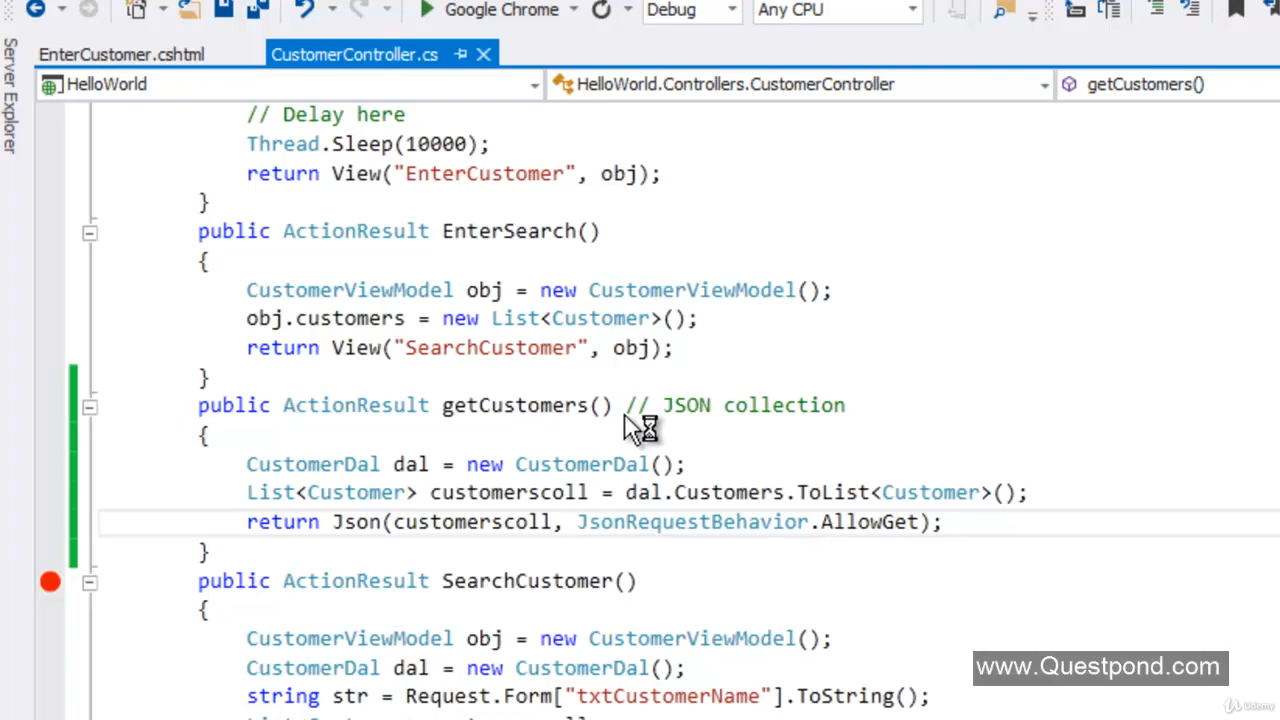 Google Chrome Debug Any CPU
Server Explorer
EnterCustomer.cshtml CustomerController.cs
HelloWorld HelloWorld.Controllers.CustomerController getCustomers()
// Delay here
Thread.Sleep(10000);
return View("EnterCustomer", obj);
}
public ActionResult EnterSearch()
{
CustomerViewModel obj = new CustomerViewModel();
obj.customers = new List<Customer>();
return View("SearchCustomer", obj);
}
public ActionResult getCustomers() // JSON collection
{
CustomerDal dal = new CustomerDal();
List<Customer> customerscoll = dal.Customers.ToList<Customer>();
return Json(customerscoll, JsonRequestBehavior.AllowGet);
}
public ActionResult SearchCustomer()
{
CustomerViewModel obj = new CustomerViewModel();
CustomerDal dal = new CustomerDal();
string str = Request.Form["txtCustomerName"].ToString();
www.Questpond.com
Udemy